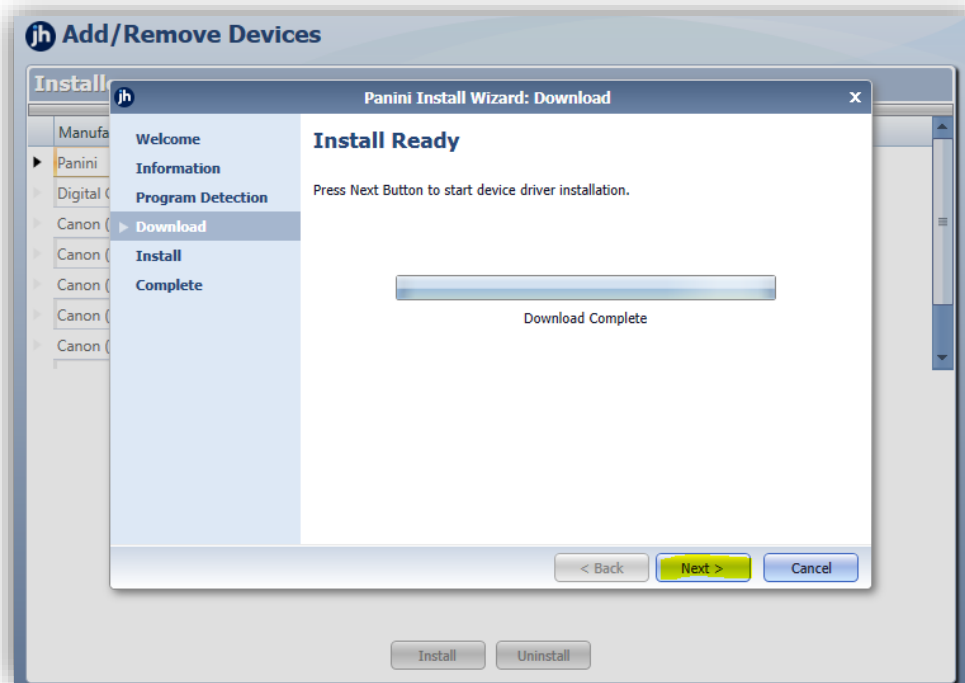 jh Add/Remove Devices
Installe
jh Panini Install Wizard: Download x
Manufa
Panini
Digital C
Canon (
Canon (
Canon (
Canon (
Canon (
Welcome
Information
Program Detection
Download
Install
Complete
Install Ready
Press Next Button to start device driver installation.
Download Complete
< Back Next > Cancel
Install Uninstall